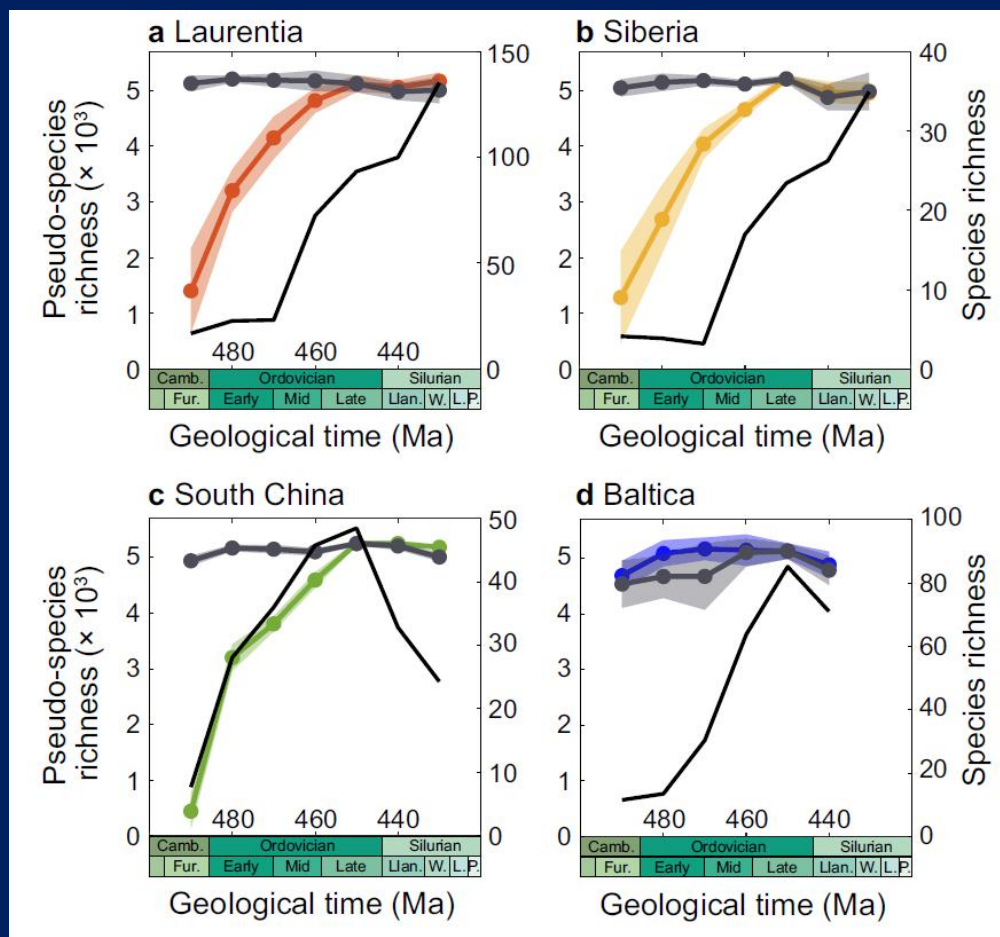 a Laurentia
Pseudo-species
richness (× 10³)
5
4
3
2
1
0
150
100
50
0
480 460 440
Camb. Ordovician Silurian
Fur. Early Mid Late Llan. W. L. P.
Geological time (Ma)
b Siberia
5
4
3
2
1
0
40
30
20
10
0
Species richness
Camb. Ordovician Silurian
Fur. Early Mid Late Llan. W. L. P.
Geological time (Ma)
c South China
Pseudo-species
richness (× 10³)
5
4
3
2
1
0
50
40
30
20
10
0
480 460 440
Camb. Ordovician Silurian
Fur. Early Mid Late Llan. W. L. P.
Geological time (Ma)
d Baltica
5
4
3
2
1
0
100
80
60
40
20
0
Species richness
480 460 440
Camb. Ordovician Silurian
Fur. Early Mid Late Llan. W. L. P.
Geological time (Ma)